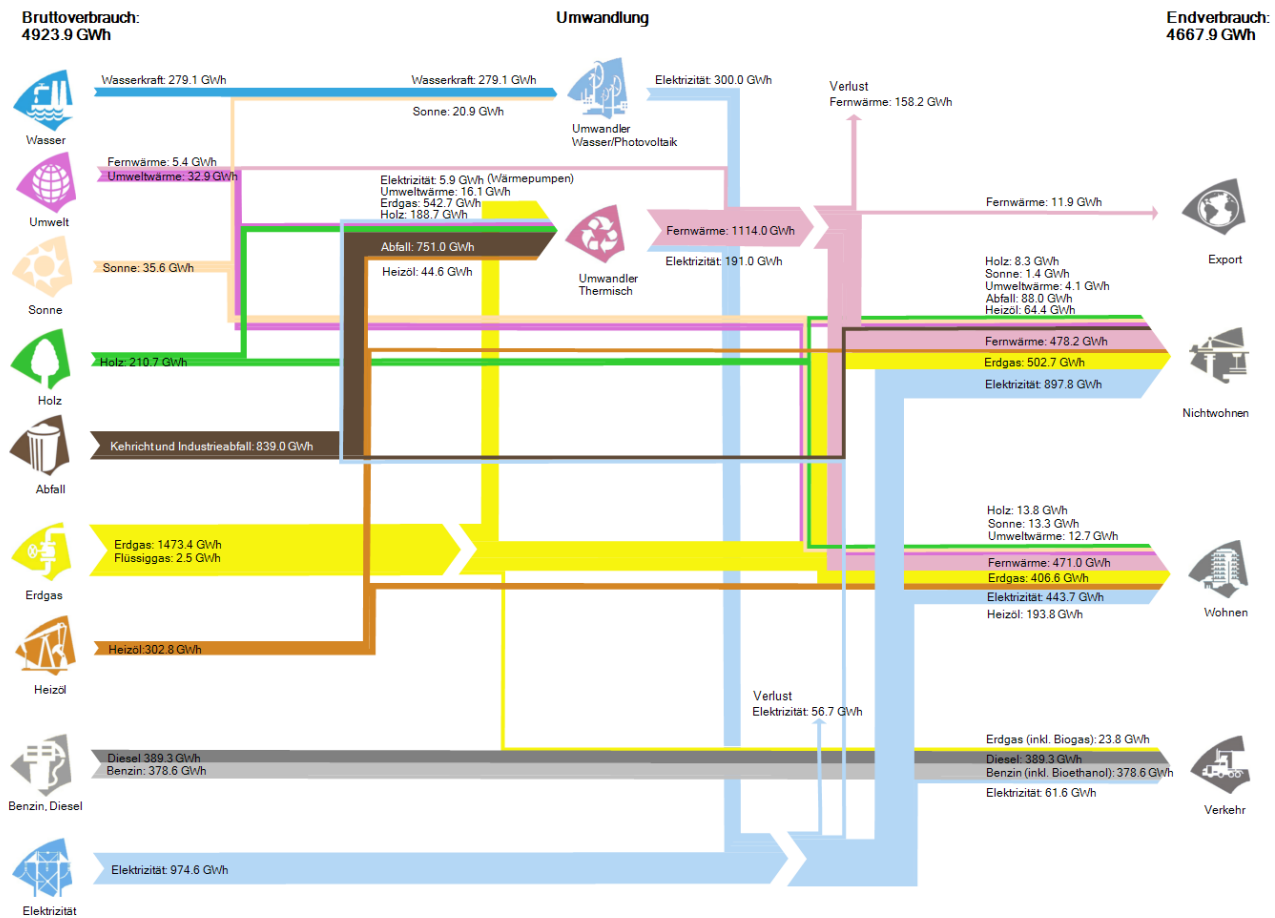 Bruttoverbrauch:
4923.9 GWh
Umwandlung
Endverbrauch:
4667.9 GWh
Wasserkraft: 279.1 GWh
Wasserkraft: 279.1 GWh
Elektrizität: 300.0 GWh
Verlust
Fernwärme: 158.2 GWh
Sonne: 20.9 GWh
Wasser
Umwandler
Wasser/Photovoltaik
Fernwärme: 5.4 GWh
Umweltwärme: 32.9 GWh
Elektrizität: 5.9 GWh (Wärmepumpen)
Umweltwärme: 16.1 GWh
Erdgas: 542.7 GWh
Holz: 188.7 GWh
Fernwärme: 11.9 GWh
Umwelt
Fernwärme: 1114.0 GWh
Abfall: 751.0 GWh
Elektrizität: 191.0 GWh
Export
Sonne: 35.6 GWh
Heizöl: 44.6 GWh
Umwandler
Thermisch
Sonne
Holz: 8.3 GWh
Sonne: 1.4 GWh
Umweltwärme: 4.1 GWh
Abfall: 88.0 GWh
Heizöl: 64.4 GWh
Fernwärme: 478.2 GWh
Holz: 210.7 GWh
Erdgas: 502.7 GWh
Elektrizität: 897.8 GWh
Holz
Nichtwohnen
Kehricht und Industrieabfall: 839.0 GWh
Abfall
Holz: 13.8 GWh
Sonne: 13.3 GWh
Umweltwärme: 12.7 GWh
Erdgas: 1473.4 GWh
Flüssiggas: 2.5 GWh
Fernwärme: 471.0 GWh
Erdgas: 406.6 GWh
Erdgas
Elektrizität: 443.7 GWh
Heizöl: 193.8 GWh
Wohnen
Heizöl:302.8 GWh
Heizöl
Verlust
Elektrizität: 56.7 GWh
Erdgas (inkl. Biogas): 23.8 GWh
Diesel 389.3 GWh
Diesel: 389.3 GWh
Benzin: 378.6 GWh
Benzin (inkl. Bioethanol): 378.6 GWh
Elektrizität: 61.6 GWh
Benzin, Diesel
Verkehr
Elektrizität: 974.6 GWh
Elektrizität